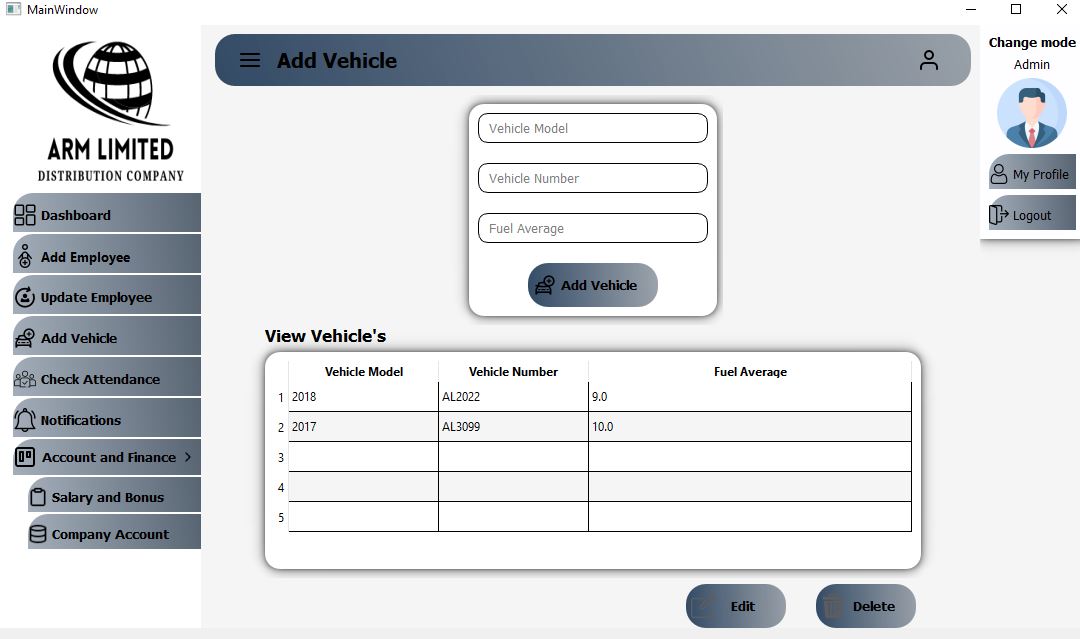 MainWindow
ARM LIMITED
DISTRIBUTION COMPANY
Dashboard
Add Employee
Update Employee
Add Vehicle
Check Attendance
Notifications
Account and Finance >
Salary and Bonus
Company Account
Add Vehicle
Vehicle Model
Vehicle Number
Fuel Average
Add Vehicle
View Vehicle's
Vehicle Model Vehicle Number Fuel Average
1 2018 AL2022 9.0
2 2017 AL3099 10.0
3
4
5
Edit Delete
Change mode
Admin
My Profile
Logout